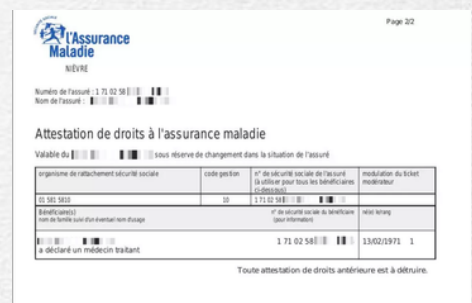 Page 2/2
SÉCURITÉ SOCIALE
l'Assurance
Maladie
NIÈVRE
Numéro de l'assuré : 1 71 02 58
Nom de l'assuré :
Attestation de droits à l'assurance maladie
Valable du sous réserve de changement dans la situation de l'assuré
organisme de rattachement sécurité sociale code gestion n° de sécurité sociale de l'assuré modulation du ticket
(à utiliser pour tous les bénéficiaires modérateur
ci-dessous)
01 581 5810 10 1 71 02 58
Bénéficiaire(s) n° de sécurité sociale du bénéficiaire né(e) le/rang
nom de famille suivi d'un éventuel nom d'usage (pour information)
1 71 02 58 13/02/1971 1
a déclaré un médecin traitant
Toute attestation de droits antérieure est à détruire.